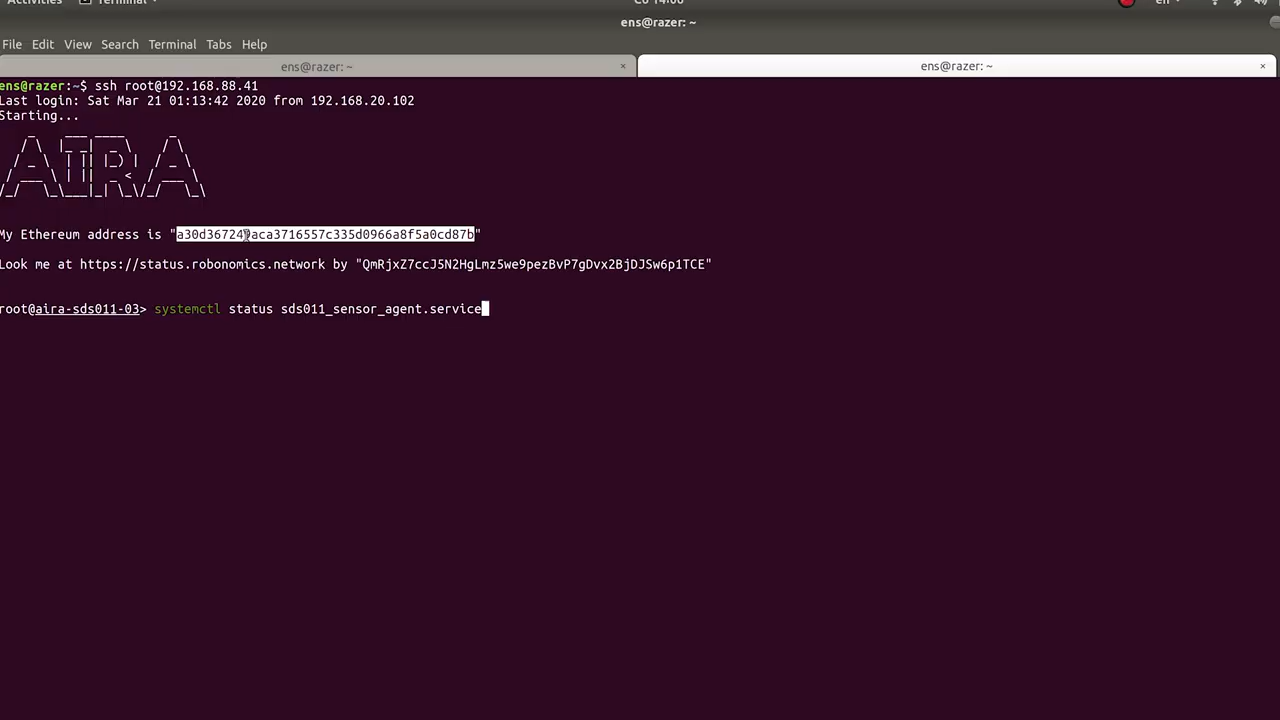 Activities Terminal
ens@razer: ~
File Edit View Search Terminal Tabs Help
ens@razer: ~ × ens@razer: ~ ×
ens@razer:~$ ssh root@192.168.88.41
Last login: Sat Mar 21 01:13:42 2020 from 192.168.20.102
Starting...
AIRA
My Ethereum address is "a30d367249aca3716557c335d0966a8f5a0cd87b"
Look me at https://status.robonomics.network by "QmRjxZ7ccJ5N2HgLmz5we9pezBvP7gDvx2BjDJSw6p1TCE"
root@aira-sds011-03> systemctl status sds011_sensor_agent.service